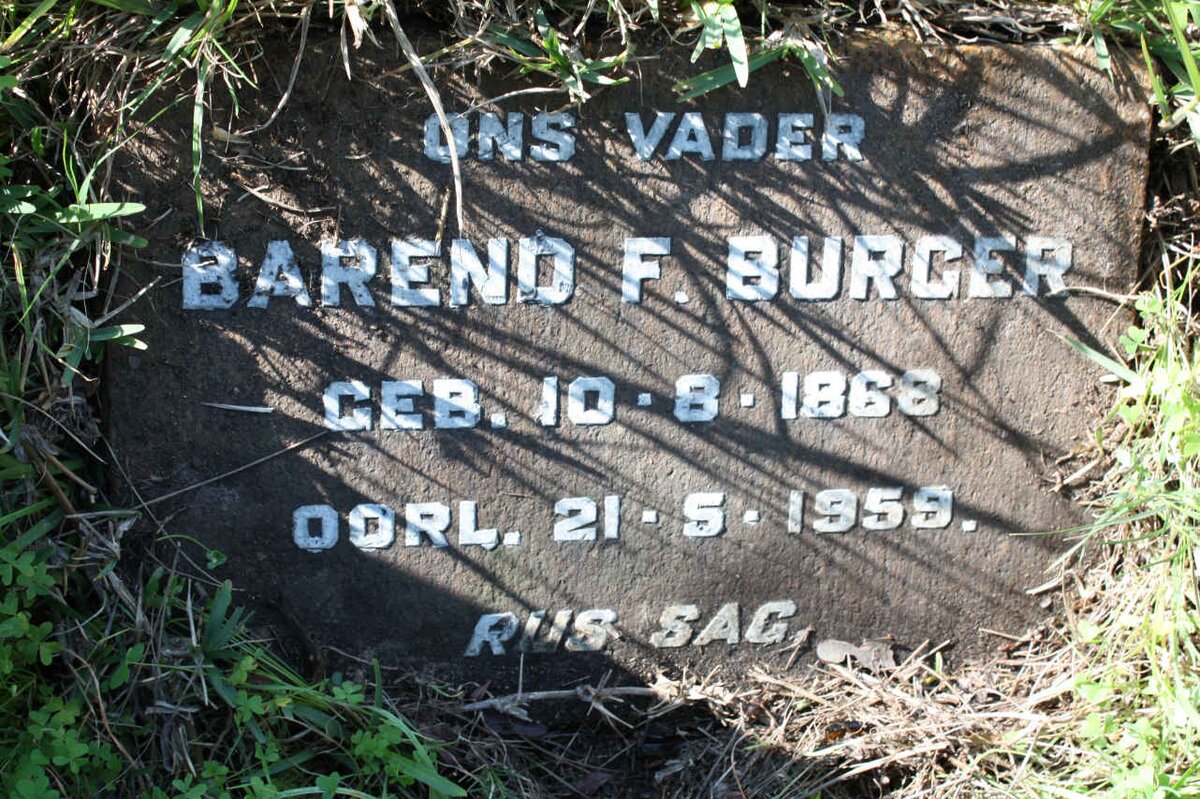 ONS VADER
BAREND F. BURGER
GEB. 10·8·1868
OORL. 21·5·1959.
RUS SAG